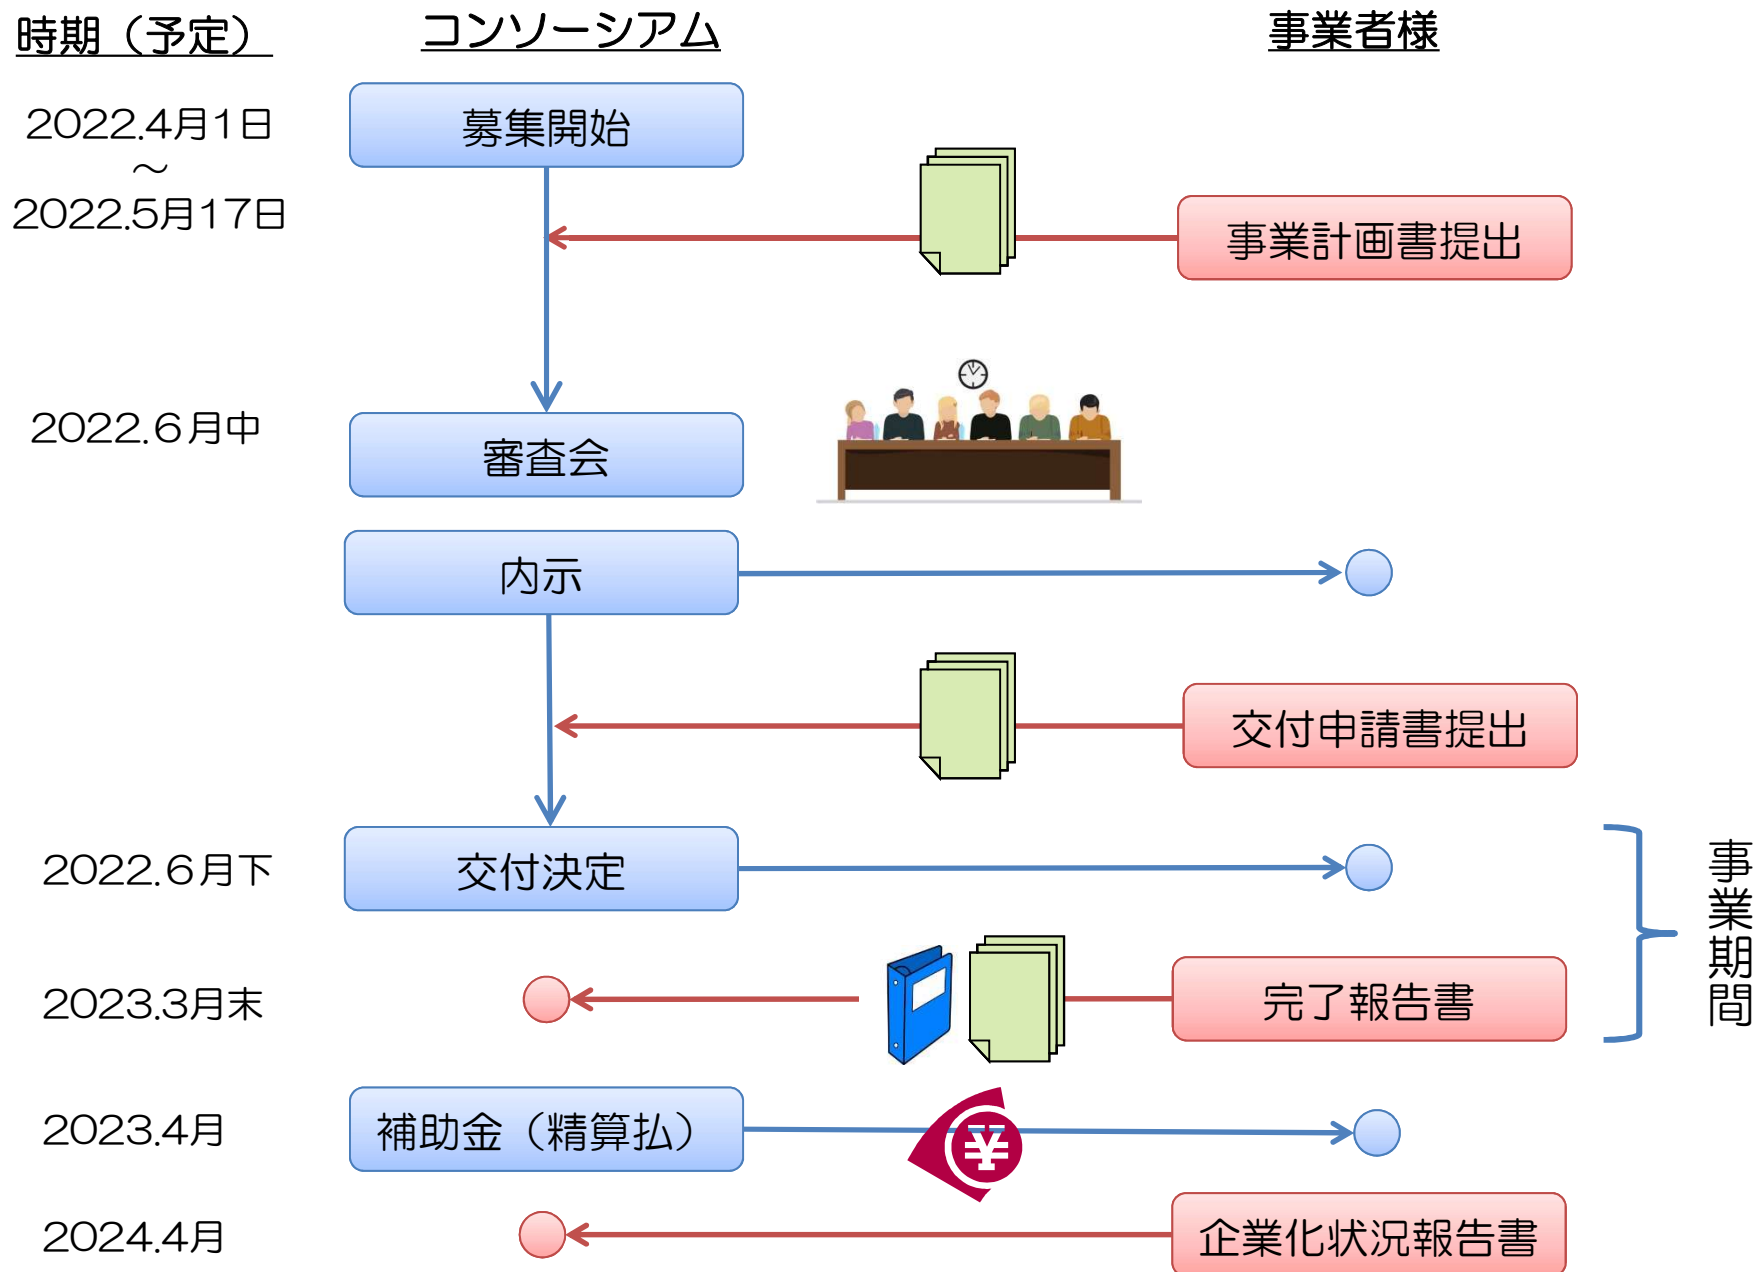 時期（予定）
コンソーシアム
事業者様
2022.4月1日
～
2022.5月17日
募集開始
事業計画書提出
2022.6月中
審査会
内示
交付申請書提出
2022.6月下
交付決定
事業期間
2023.3月末
完了報告書
2023.4月
補助金（精算払）
¥
2024.4月
企業化状況報告書